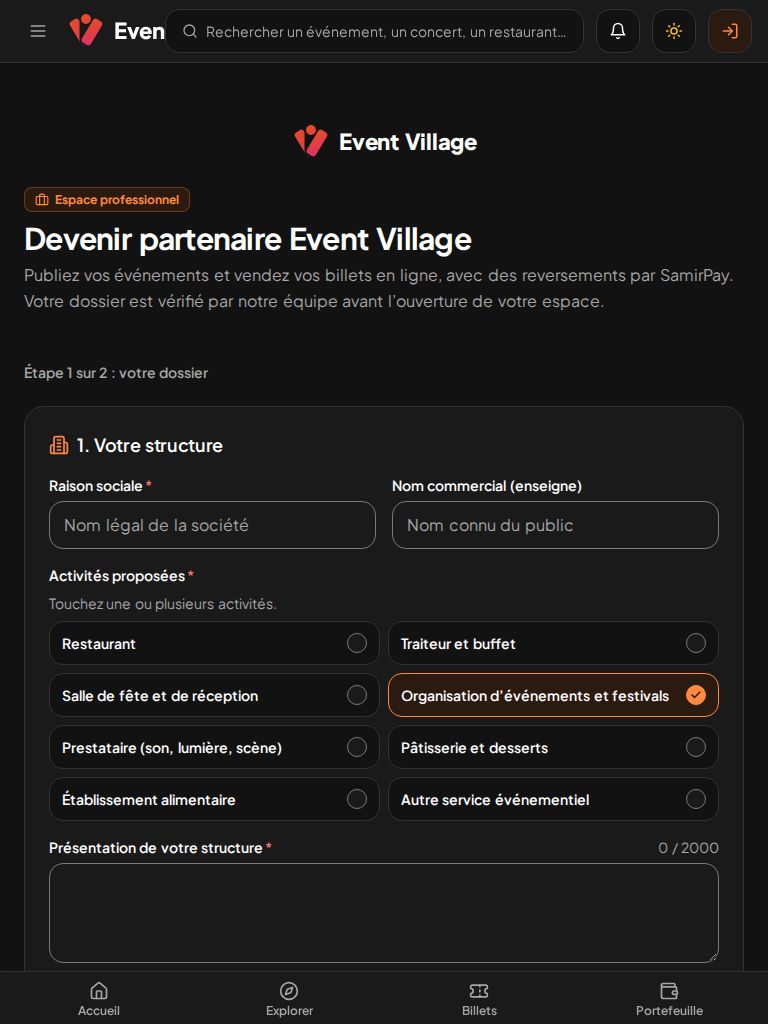 Even
Rechercher un événement, un concert, un restaurant…
Event Village
Espace professionnel
Devenir partenaire Event Village
Publiez vos événements et vendez vos billets en ligne, avec des reversements par SamirPay.
Votre dossier est vérifié par notre équipe avant l’ouverture de votre espace.
Étape 1 sur 2 : votre dossier
1. Votre structure
Raison sociale * Nom commercial (enseigne)
Nom légal de la société Nom connu du public
Activités proposées *
Touchez une ou plusieurs activités.
Restaurant Traiteur et buffet
Salle de fête et de réception Organisation d’événements et festivals
Prestataire (son, lumière, scène) Pâtisserie et desserts
Établissement alimentaire Autre service événementiel
Présentation de votre structure * 0 / 2000
Accueil Explorer Billets Portefeuille